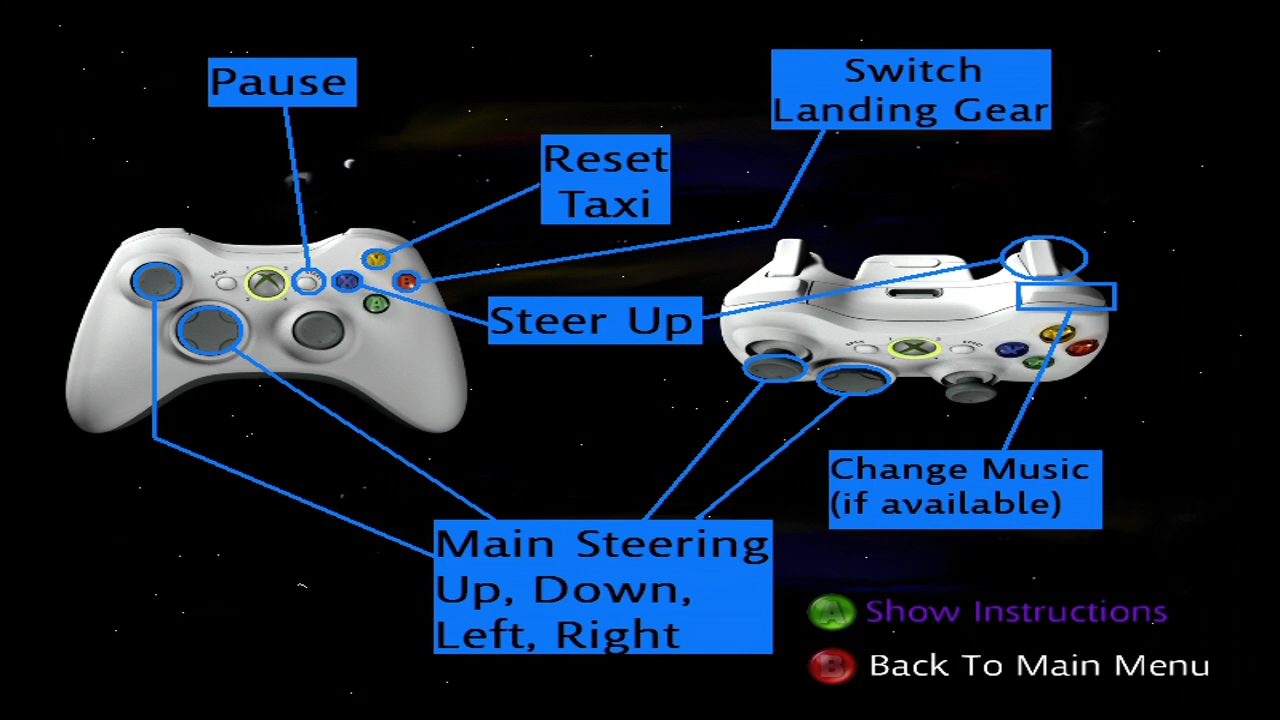 Pause
Switch
Landing Gear
Reset
Taxi
Y
B
X
A
BACK
Steer Up
Change Music
(if available)
Main Steering
Up, Down,
Left, Right
A Show Instructions
B Back To Main Menu